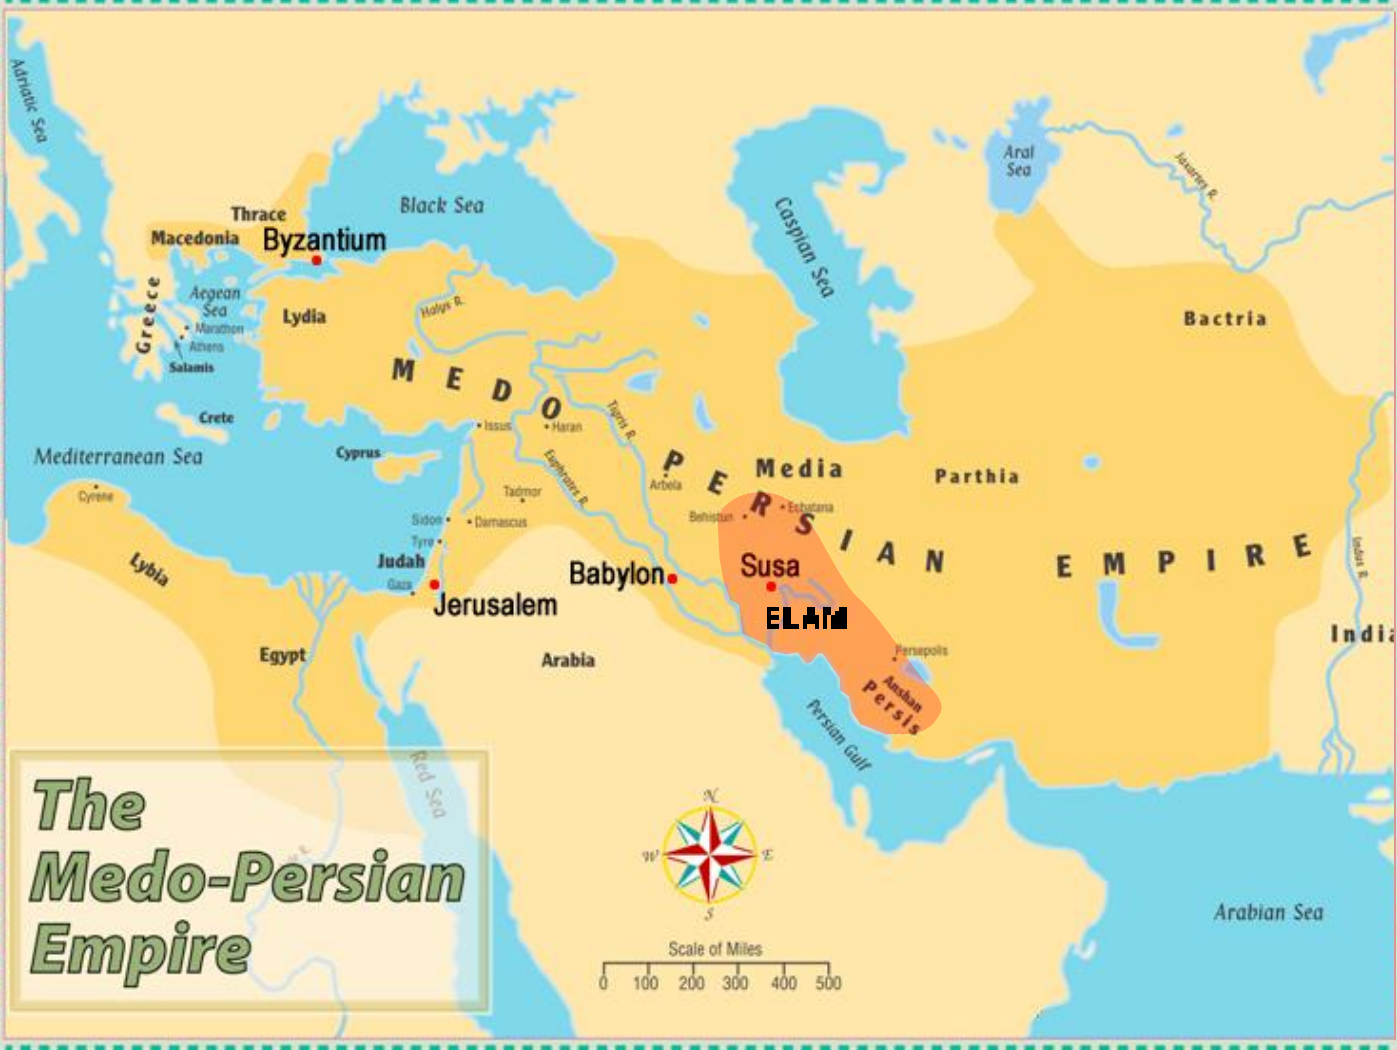 Adriatic Sea
Aral
Sea
Jaxartes R.
Black Sea
Caspian Sea
Thrace
Macedonia
Byzantium
Greece
Aegean
Sea
Marathon
Athens
Salamis
Lydia
Halys R.
Bactria
MEDO
PERSIAN EMPIRE
Crete
Issus
Haran
Tigris R.
Mediterranean Sea
Cyprus
Euphrates R.
Arbela
Media
Parthia
Cyrene
Tadmor
Behistun
Ecbatana
Sidon
Damascus
Tyre
Lybia
Judah
Gaza
Jerusalem
Babylon
Susa
ELAM
Indus R.
India
Egypt
Arabia
Persepolis
Anshan
Persis
Persian Gulf
Red Sea
The
Medo-Persian
Empire
N
W
E
S
Arabian Sea
Scale of Miles
0 100 200 300 400 500